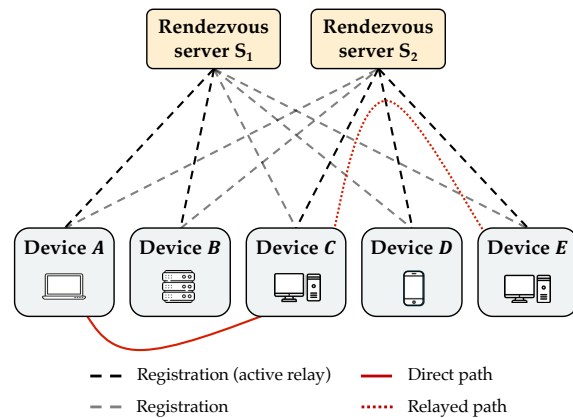 Rendezvous
server S₁
Rendezvous
server S₂
Device A
Device B
Device C
Device D
Device E
Registration (active relay)
Direct path
Registration
Relayed path